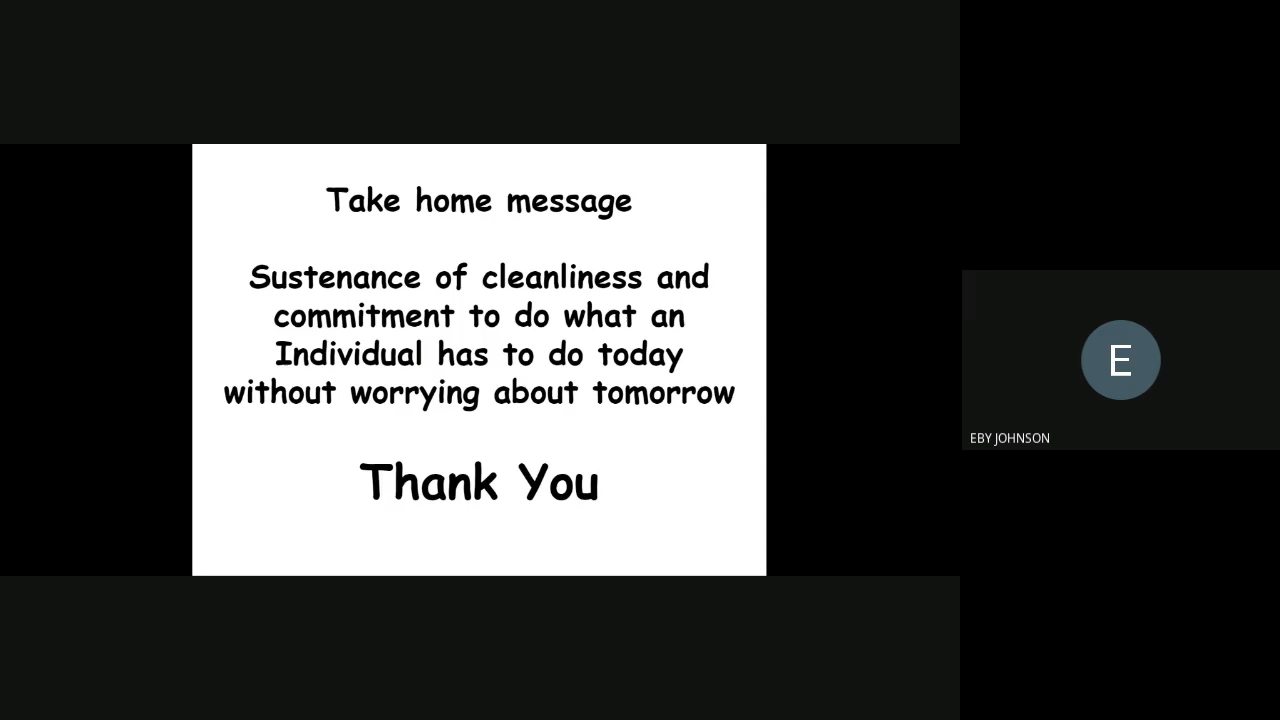 Take home message
Sustenance of cleanliness and
commitment to do what an
Individual has to do today
without worrying about tomorrow
Thank You
E
EBY JOHNSON